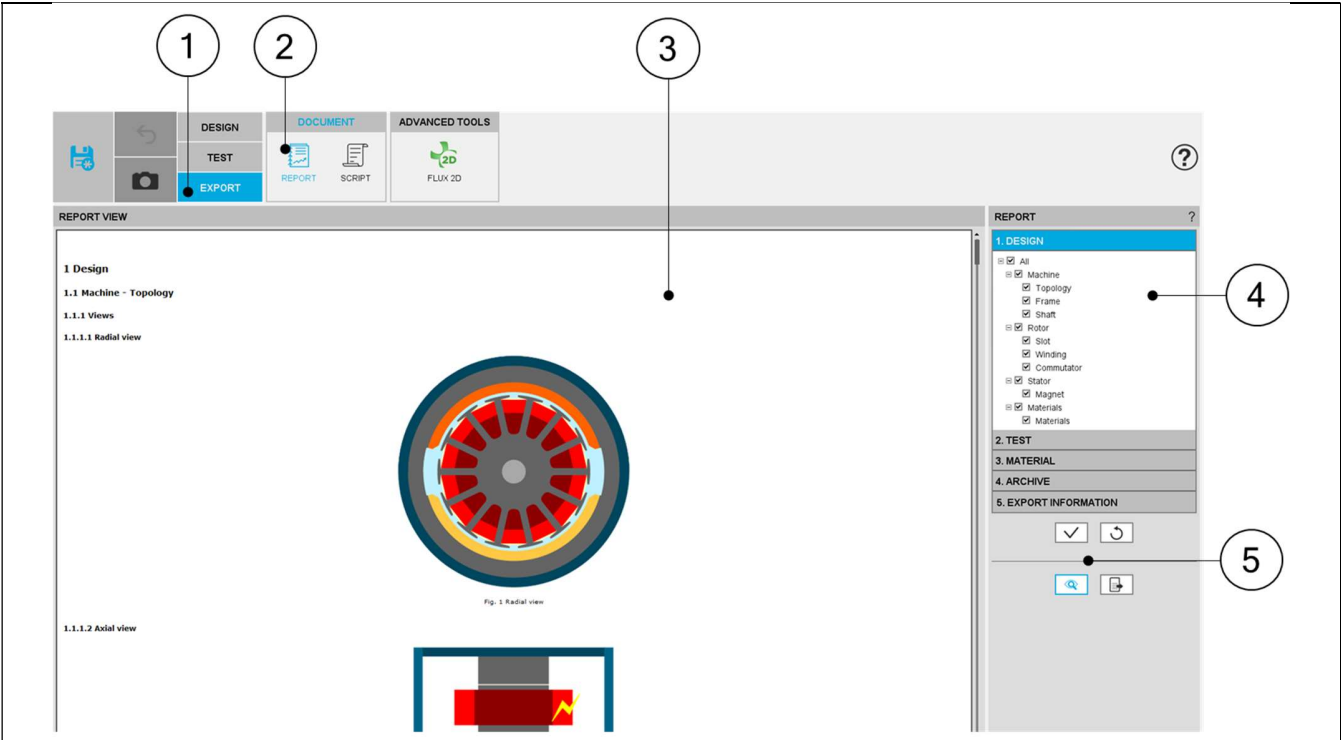 1
2
3
DESIGN
DOCUMENT
ADVANCED TOOLS
TEST
2D
?
EXPORT
REPORT
SCRIPT
FLUX 2D
REPORT VIEW
REPORT ?
1. DESIGN
All
Machine
Topology
Frame
Shaft
Rotor
Slot
Winding
Commutator
Stator
Magnet
Materials
Materials
2. TEST
3. MATERIAL
4. ARCHIVE
5. EXPORT INFORMATION
4
5
1 Design
1.1 Machine - Topology
1.1.1 Views
1.1.1.1 Radial view
Fig. 1 Radial view
1.1.1.2 Axial view